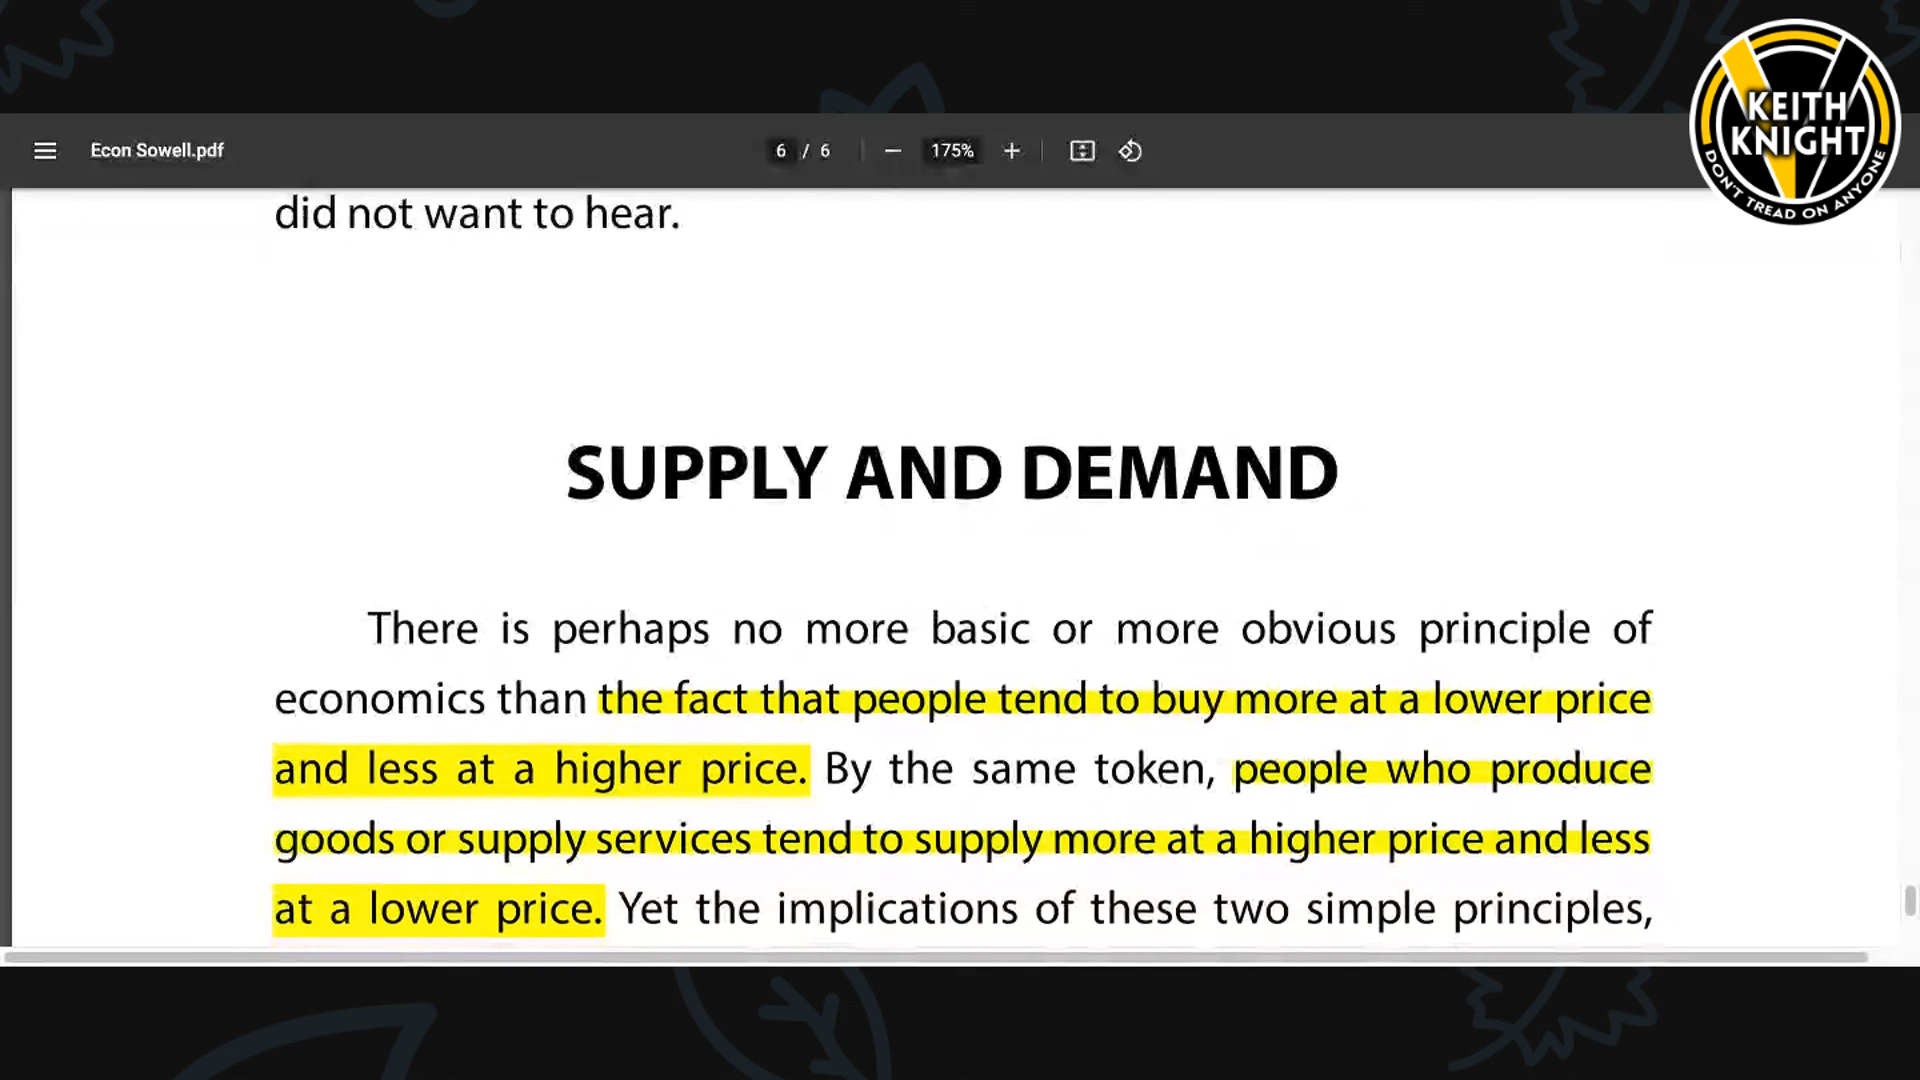 KEITH
KNIGHT
DON'T TREAD ON ANYONE
Econ Sowell.pdf
6 / 6
175%
did not want to hear.
SUPPLY AND DEMAND
There is perhaps no more basic or more obvious principle of
economics than the fact that people tend to buy more at a lower price
and less at a higher price. By the same token, people who produce
goods or supply services tend to supply more at a higher price and less
at a lower price. Yet the implications of these two simple principles,